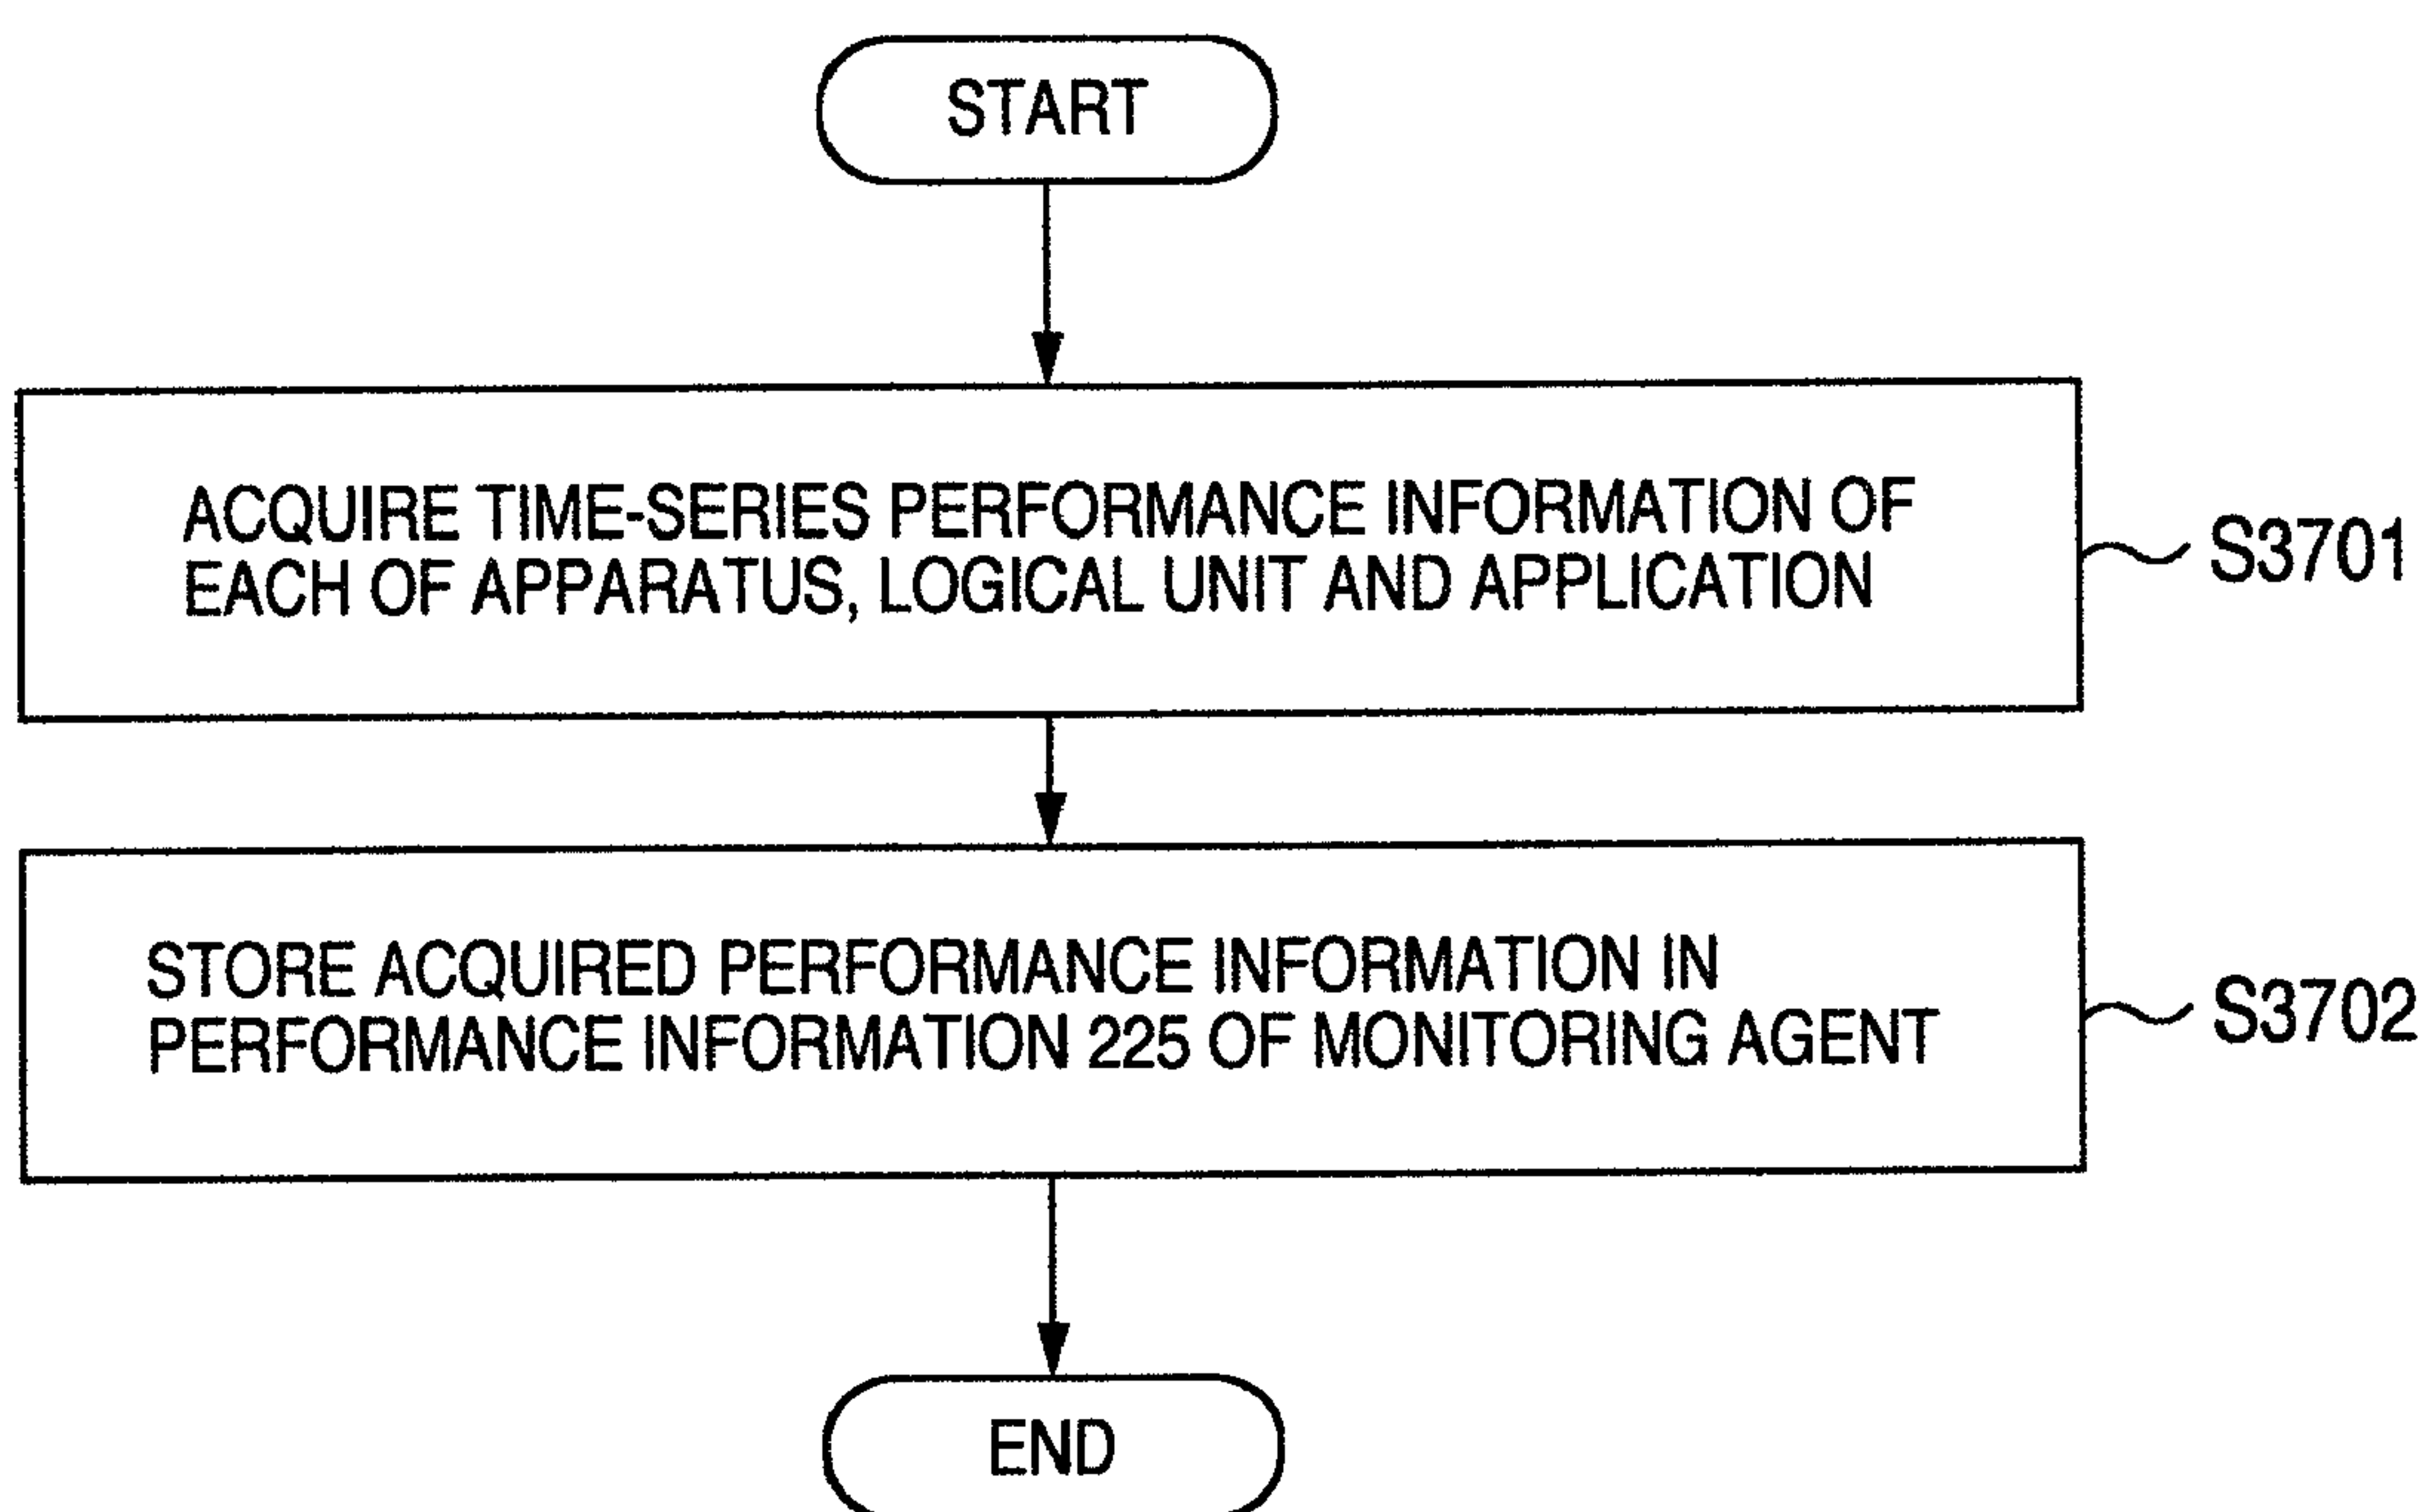 START
ACQUIRE TIME-SERIES PERFORMANCE INFORMATION OF
EACH OF APPARATUS, LOGICAL UNIT AND APPLICATION
S3701
STORE ACQUIRED PERFORMANCE INFORMATION IN
PERFORMANCE INFORMATION 225 OF MONITORING AGENT
S3702
END